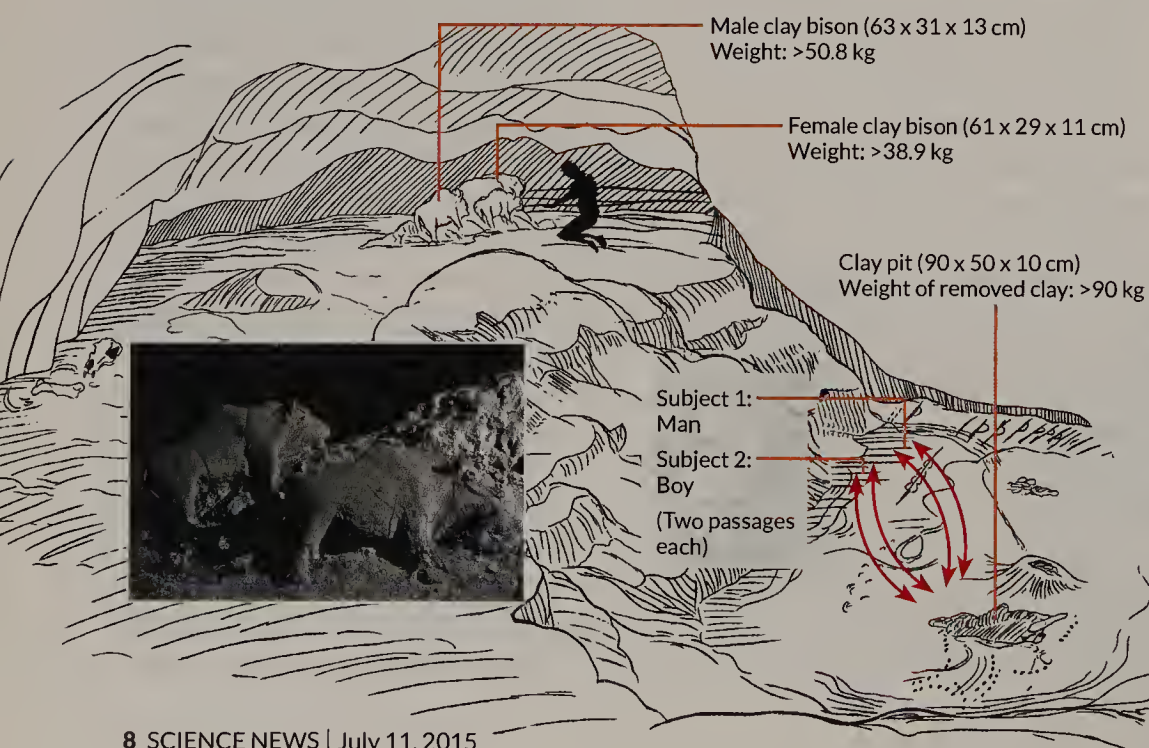 Male clay bison (63 x 31 x 13 cm)
Weight: >50.8 kg
Female clay bison (61 x 29 x 11 cm)
Weight: >38.9 kg
Clay pit (90 x 50 x 10 cm)
Weight of removed clay: >90 kg
Subject 1:
Man
Subject 2:
Boy
(Two passages
each)
8 SCIENCE NEWS | July 11, 2015